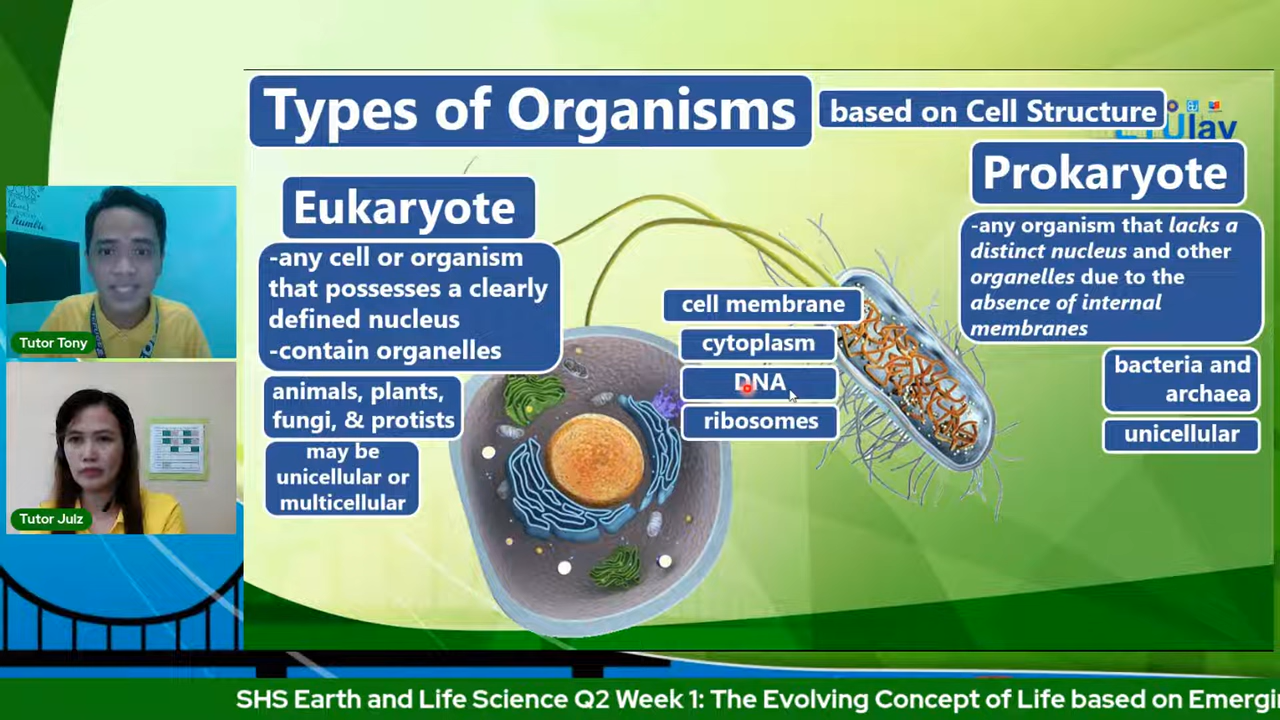 Types of Organisms
based on Cell Structure
Eukaryote
-any cell or organism
that possesses a clearly
defined nucleus
-contain organelles
animals, plants,
fungi, & protists
may be
unicellular or
multicellular
cell membrane
cytoplasm
DNA
ribosomes
Prokaryote
-any organism that lacks a
distinct nucleus and other
organelles due to the
absence of internal
membranes
bacteria and
archaea
unicellular
humble
Tutor Tony
Tutor Julz
SHS Earth and Life Science Q2 Week 1: The Evolving Concept of Life based on Emergi